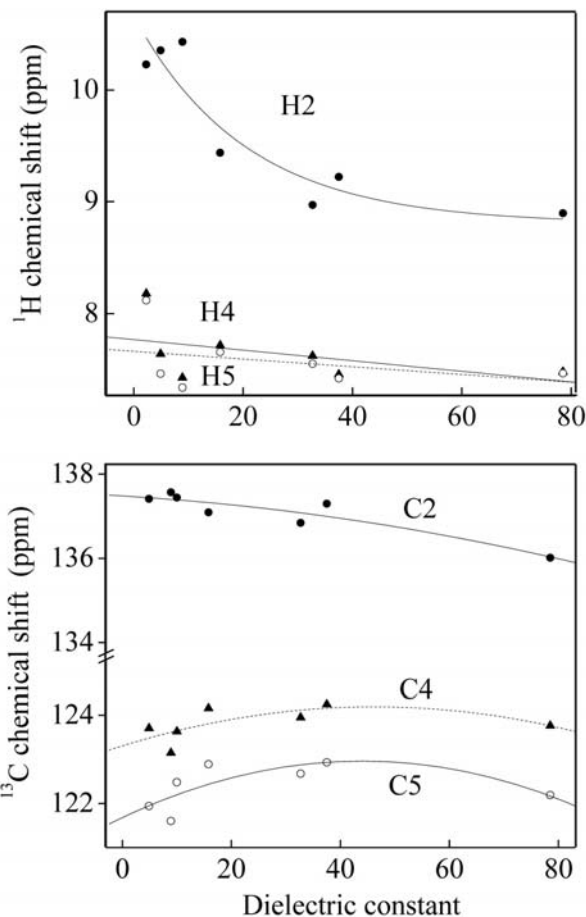 ¹H chemical shift (ppm)
10
9
8
H2
H4
H5
0
20
40
60
80
¹³C chemical shift (ppm)
138
136
134
124
122
C2
C4
C5
0
20
40
60
80
Dielectric constant